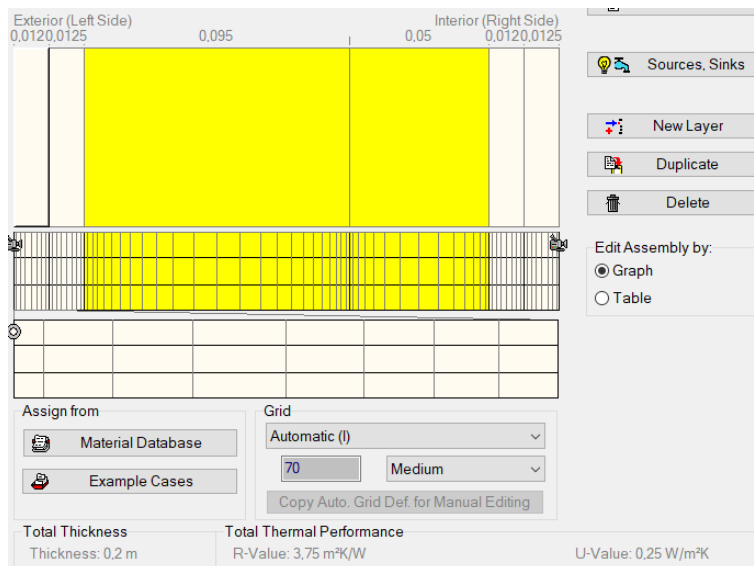 Exterior (Left Side) Interior (Right Side)
0,0120,0125 0,095 0,05 0,0120,0125
Sources, Sinks
New Layer
Duplicate
Delete
Edit Assembly by:
Graph
Table
Assign from
Material Database
Example Cases
Grid
Automatic (I)
70 Medium
Copy Auto. Grid Def. for Manual Editing
Total Thickness
Thickness: 0,2 m
Total Thermal Performance
R-Value: 3,75 m²K/W U-Value: 0,25 W/m²K